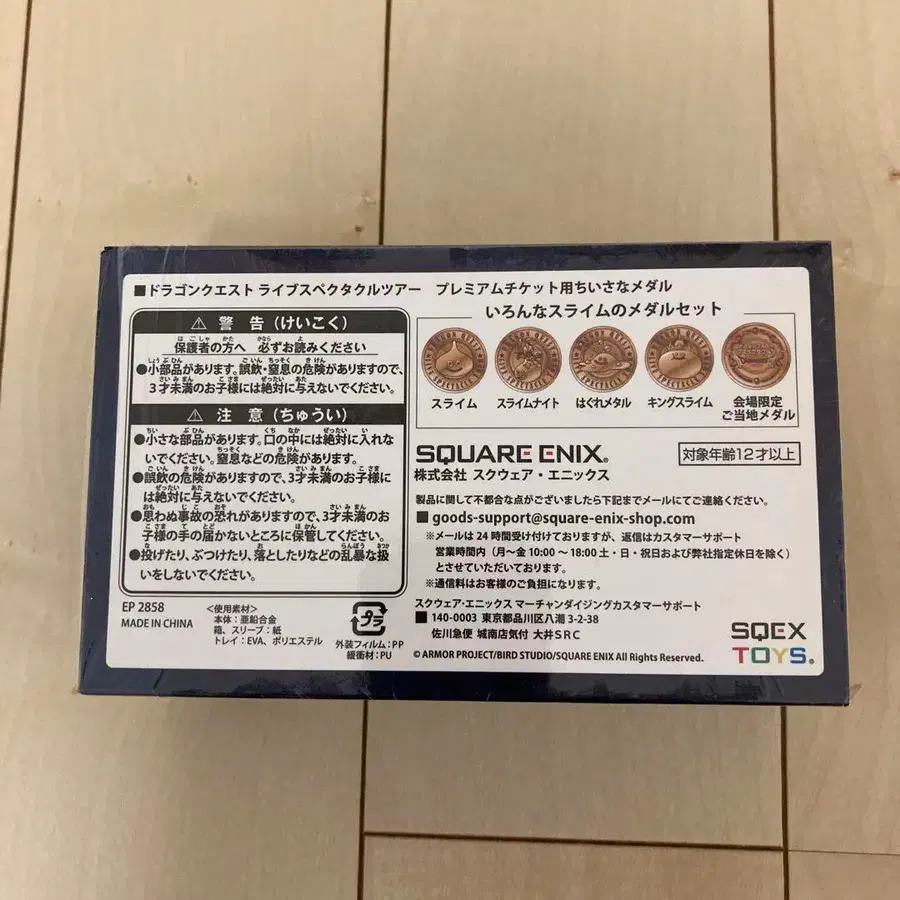 ■ドラゴンクエスト ライブスペクタクルツアー プレミアムチケット用ちいさなメダル
⚠ 警 告（けいこく）
保護者の方へ 必ずお読みください
●小部品があります。誤飲・窒息の危険がありますので、
3才未満のお子様には絶対に与えないでください。
⚠ 注 意（ちゅうい）
●小さな部品があります。口の中には絶対に入れな
いでください。窒息などの危険があります。
●誤飲の危険がありますので、3才未満のお子様に
は絶対に与えないでください。
●思わぬ事故の恐れがありますので、3才未満のお
子様の手の届かないところに保管してください。
●投げたり、ぶつけたり、落としたりなどの乱暴な扱
いをしないでください。
EP 2858
MADE IN CHINA
＜使用素材＞
本体：亜鉛合金
箱、スリーブ：紙
トレイ：EVA、ポリエステル
プラ
外装フィルム：PP
緩衝材：PU
いろんなスライムのメダルセット
スライム
スライムナイト
はぐれメタル
キングスライム
会場限定
ご当地メダル
SQUARE ENIX®
株式会社 スクウェア・エニックス
対象年齢12才以上
製品に関して不都合な点がございましたら下記までメールにてご連絡ください。
■ goods-support@square-enix-shop.com
※メールは24時間受け付けておりますが、返信はカスタマーサポート
営業時間内（月〜金 10:00〜18:00 土・日・祝日および弊社指定休日を除く）
とさせていただいております。
※通信料はお客様のご負担になります。
スクウェア・エニックス マーチャンダイジングカスタマーサポート
■ 140-0003 東京都品川区八潮 3-2-38
佐川急便 城南店気付 大井SRC
© ARMOR PROJECT/BIRD STUDIO/SQUARE ENIX All Rights Reserved.
SQEX
TOYS®